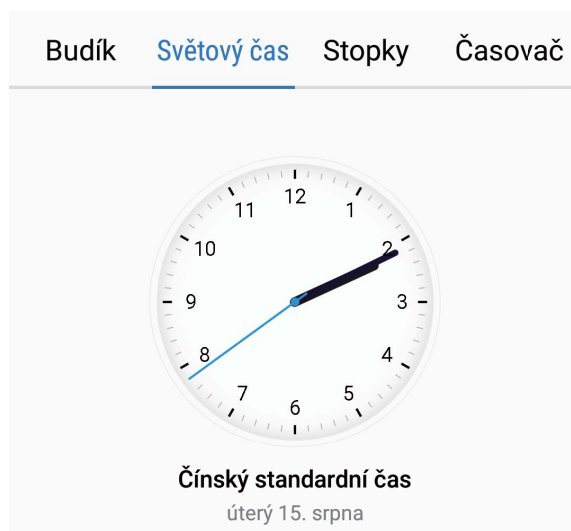 Budík Světový čas Stopky Časovač
12
11 1
10 2
9 3
8 4
7 5
6
Čínský standardní čas
úterý 15. srpna